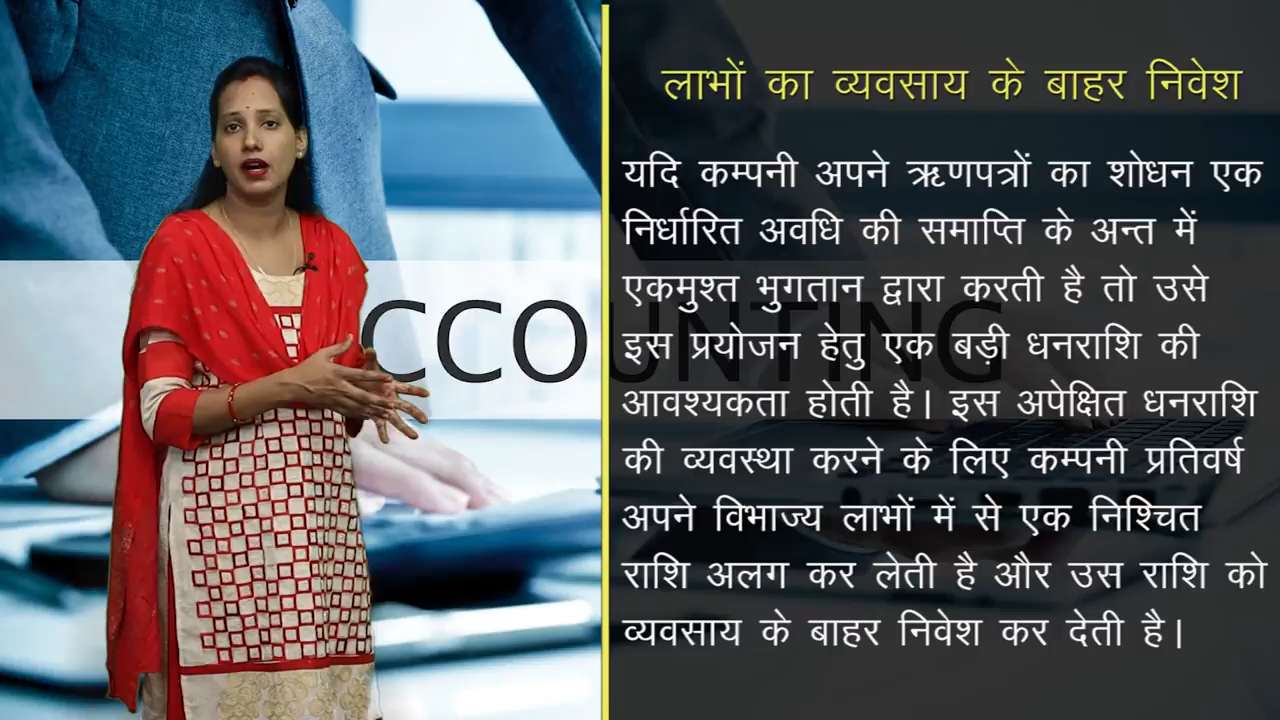 लाभों का व्यवसाय के बाहर निवेश
यदि कम्पनी अपने ऋणपत्रों का शोधन एक
निर्धारित अवधि की समाप्ति के अन्त में
एकमुश्त भुगतान द्वारा करती है तो उसे
इस प्रयोजन हेतु एक बड़ी धनराशि की
आवश्यकता होती है। इस अपेक्षित धनराशि
की व्यवस्था करने के लिए कम्पनी प्रतिवर्ष
अपने विभाज्य लाभों में से एक निश्चित
राशि अलग कर लेती है और उस राशि को
व्यवसाय के बाहर निवेश कर देती है।
CCOUNTING